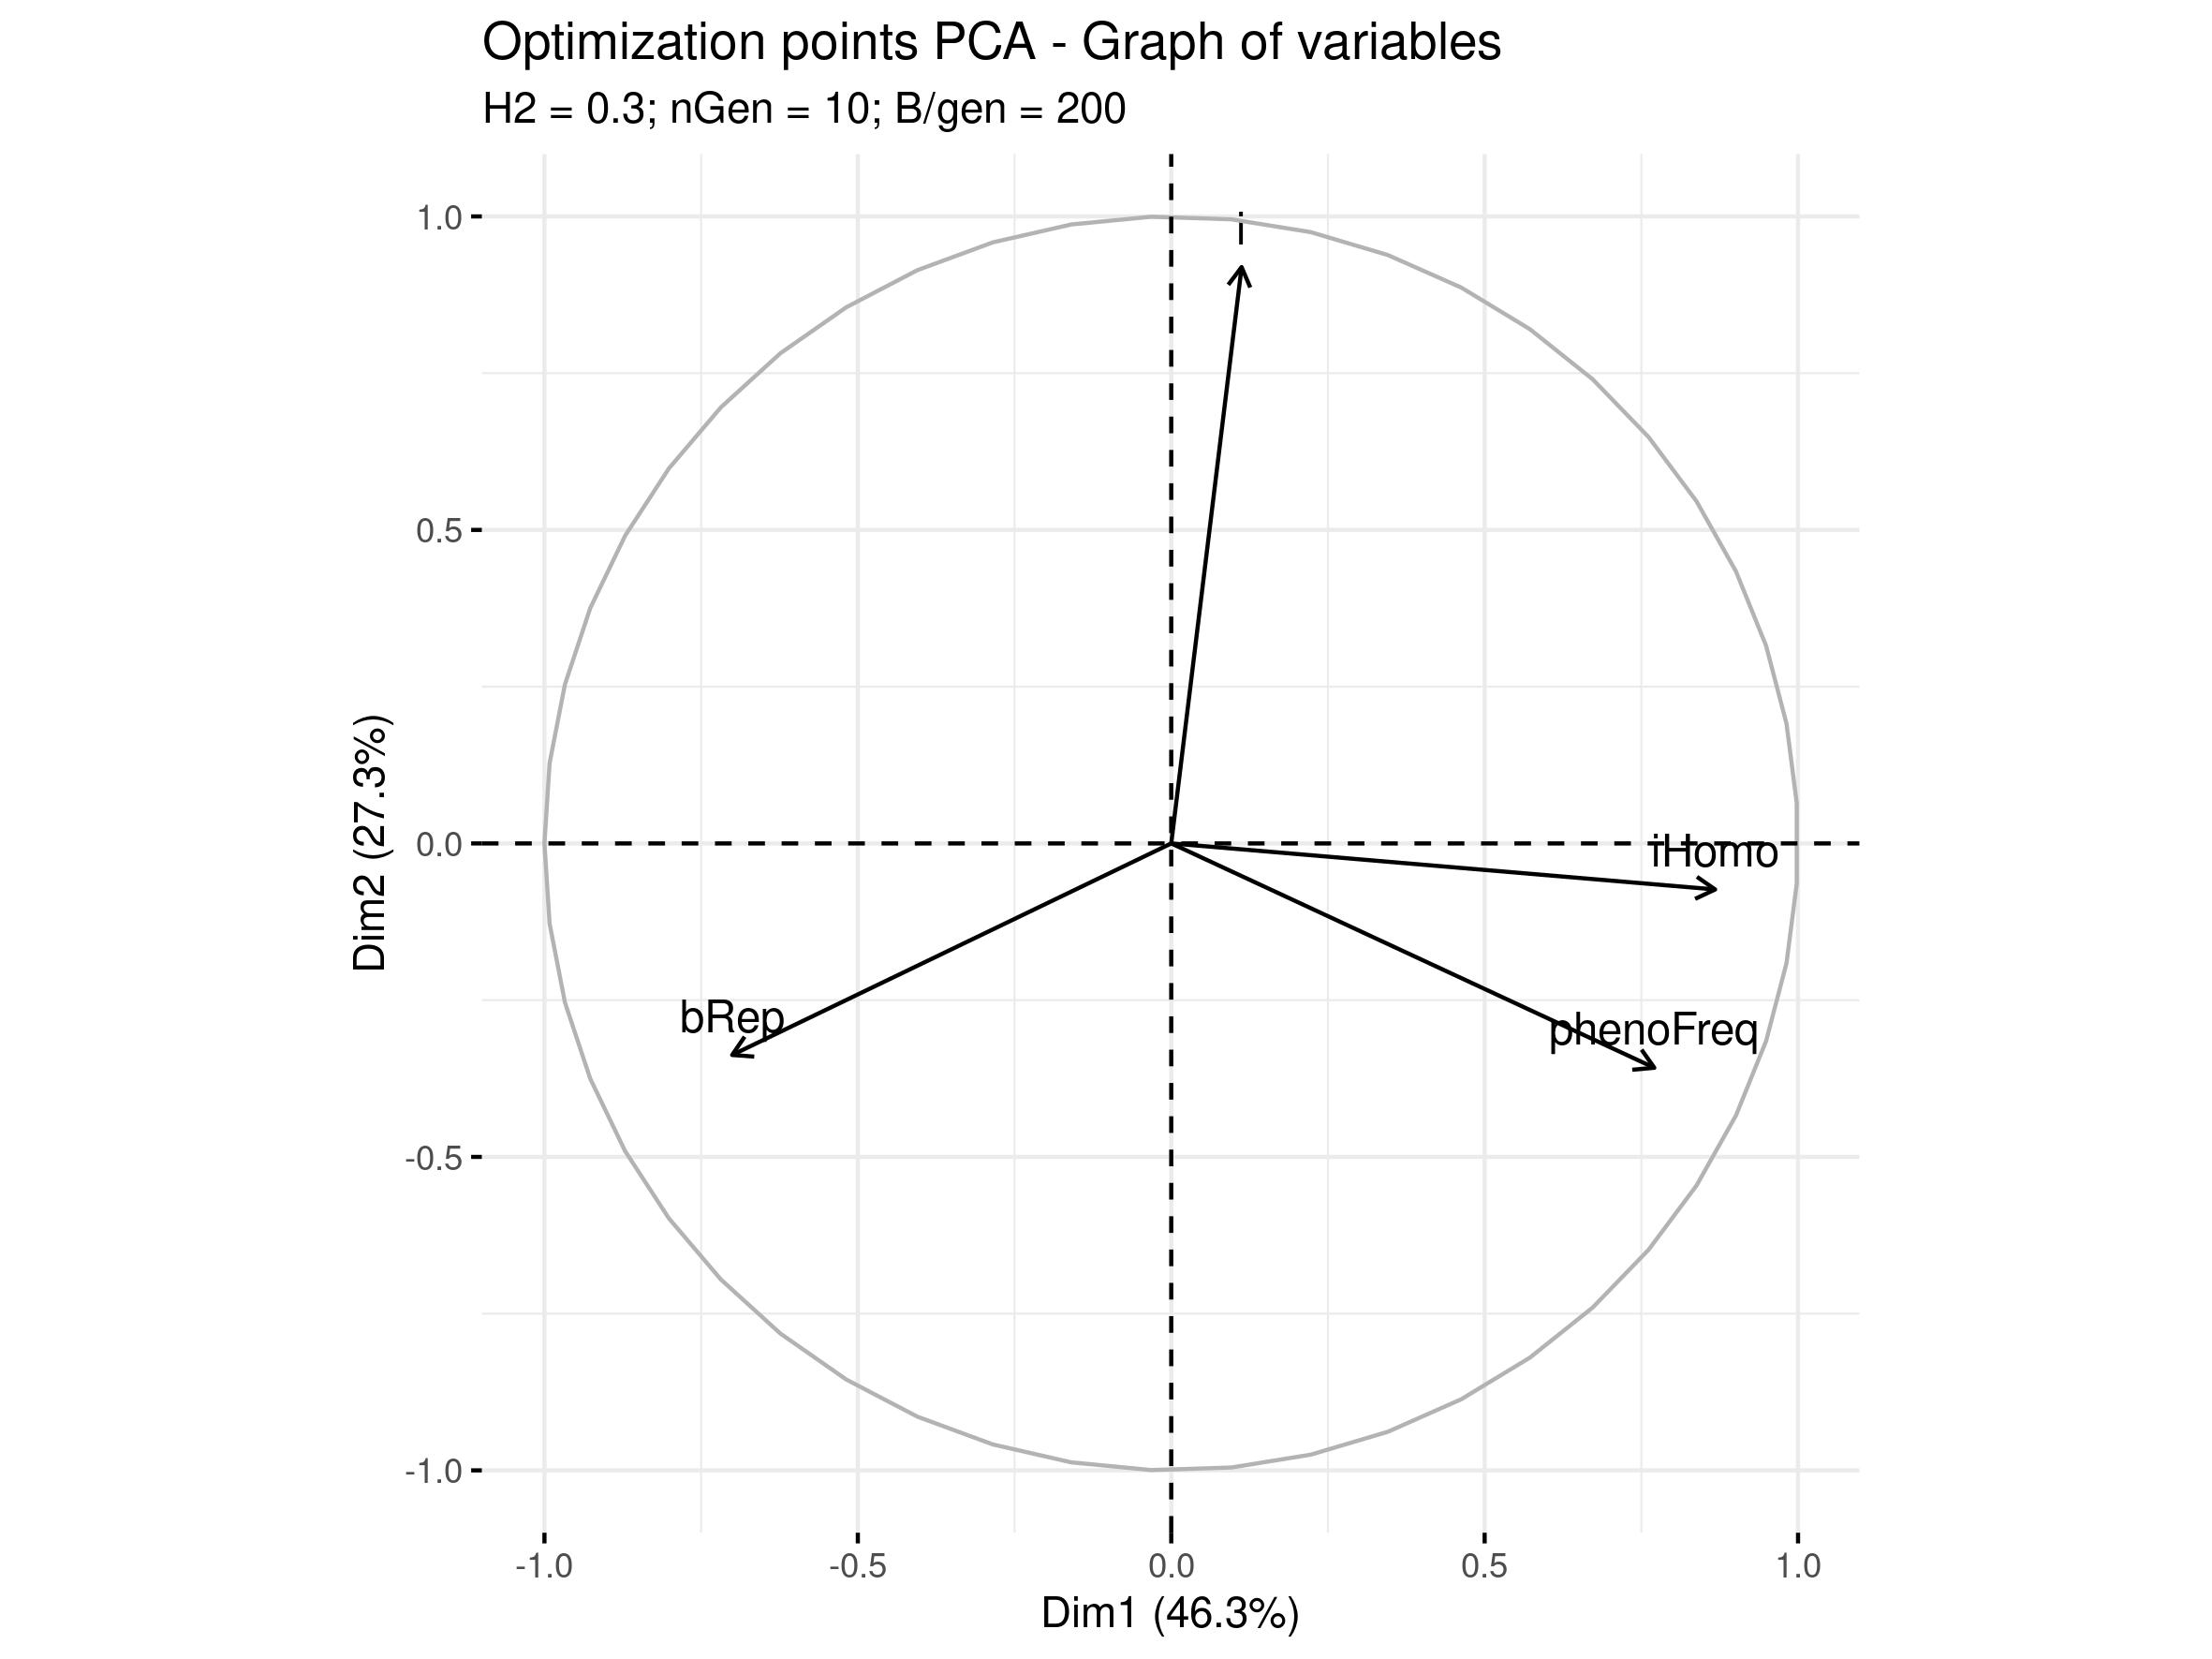 Optimization points PCA - Graph of variables
H2 = 0.3; nGen = 10; B/gen = 200
i
1.0
0.5
0.0
-0.5
-1.0
Dim2 (27.3%)
iHomo
bRep
phenoFreq
-1.0
-0.5
0.0
0.5
1.0
Dim1 (46.3%)